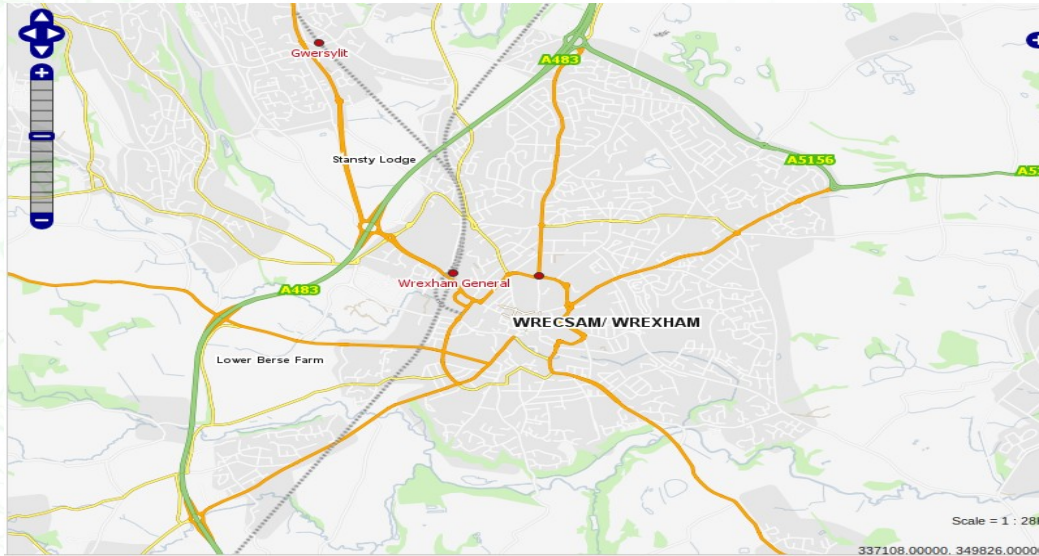 Gwersylit
A483
Stansty Lodge
A5156
Wrexham General
A483
WRECSAM/ WREXHAM
Lower Berse Farm
Scale = 1 : 28
337108.00000, 349826.0000